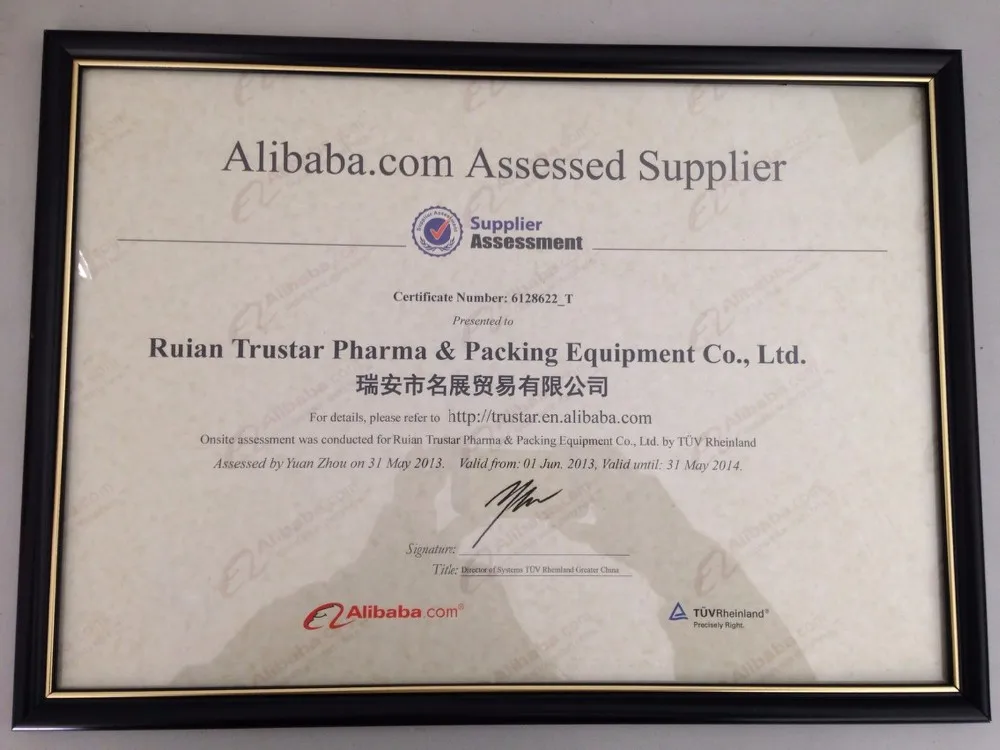 Alibaba.com Assessed Supplier
Supplier Assessment
Supplier
Assessment
Certificate Number: 6128622_T
Presented to
Ruian Trustar Pharma & Packing Equipment Co., Ltd.
瑞安市名展贸易有限公司
For details, please refer to http://trustar.en.alibaba.com
Onsite assessment was conducted for Ruian Trustar Pharma & Packing Equipment Co., Ltd. by TÜV Rheinland
Assessed by Yuan Zhou on 31 May 2013. Valid from: 01 Jun. 2013, Valid until: 31 May 2014.
Signature:
Title: Director of Systems TÜV Rheinland Greater China
Alibaba.com®
TÜVRheinland®
Precisely Right.